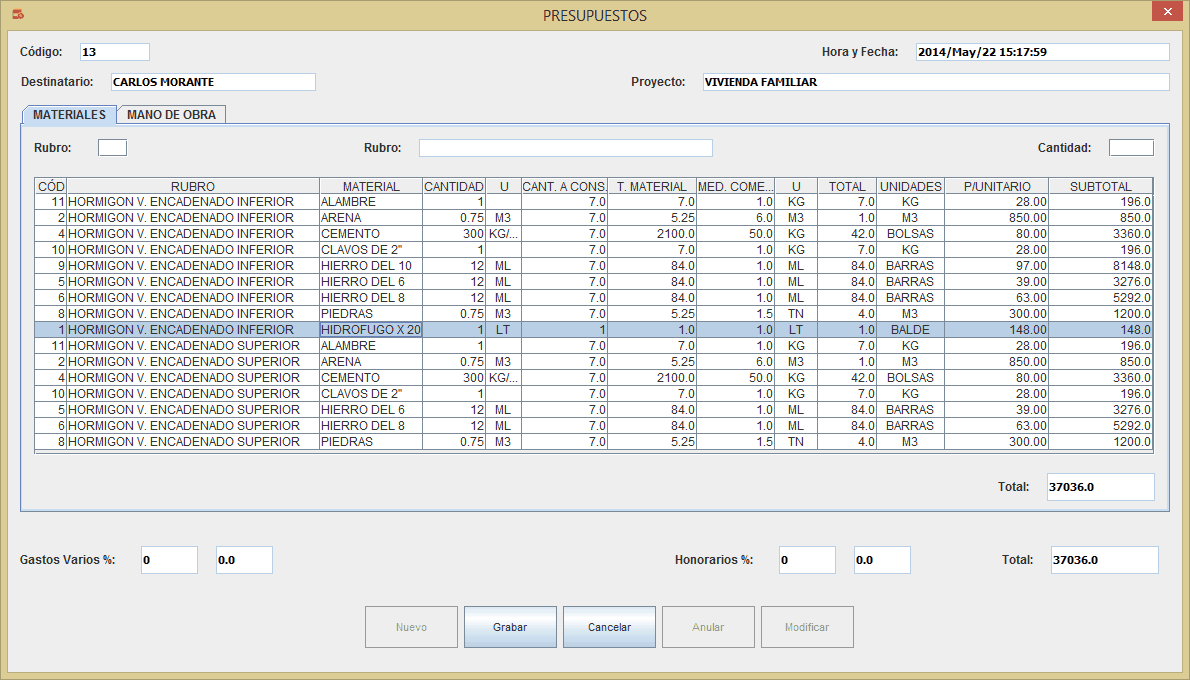 PRESUPUESTOS
Código: 13 Hora y Fecha: 2014/May/22 15:17:59
Destinatario: CARLOS MORANTE Proyecto: VIVIENDA FAMILIAR
MATERIALES MANO DE OBRA
Rubro: Rubro: Cantidad:
CÓD RUBRO MATERIAL CANTIDAD U CANT. A CONS. T. MATERIAL MED. COME... U TOTAL UNIDADES P/UNITARIO SUBTOTAL
11 HORMIGON V. ENCADENADO INFERIOR ALAMBRE 1 7.0 7.0 1.0 KG 7.0 KG 28.00 196.0
2 HORMIGON V. ENCADENADO INFERIOR ARENA 0.75 M3 7.0 5.25 6.0 M3 1.0 M3 850.00 850.0
4 HORMIGON V. ENCADENADO INFERIOR CEMENTO 300 KG/... 7.0 2100.0 50.0 KG 42.0 BOLSAS 80.00 3360.0
10 HORMIGON V. ENCADENADO INFERIOR CLAVOS DE 2" 1 7.0 7.0 1.0 KG 7.0 KG 28.00 196.0
9 HORMIGON V. ENCADENADO INFERIOR HIERRO DEL 10 12 ML 7.0 84.0 1.0 ML 84.0 BARRAS 97.00 8148.0
5 HORMIGON V. ENCADENADO INFERIOR HIERRO DEL 6 12 ML 7.0 84.0 1.0 ML 84.0 BARRAS 39.00 3276.0
6 HORMIGON V. ENCADENADO INFERIOR HIERRO DEL 8 12 ML 7.0 84.0 1.0 ML 84.0 BARRAS 63.00 5292.0
8 HORMIGON V. ENCADENADO INFERIOR PIEDRAS 0.75 M3 7.0 5.25 1.5 TN 4.0 M3 300.00 1200.0
1 HORMIGON V. ENCADENADO INFERIOR HIDROFUGO X 20 1 LT 1 1.0 1.0 LT 1.0 BALDE 148.00 148.0
11 HORMIGON V. ENCADENADO SUPERIOR ALAMBRE 1 7.0 7.0 1.0 KG 7.0 KG 28.00 196.0
2 HORMIGON V. ENCADENADO SUPERIOR ARENA 0.75 M3 7.0 5.25 6.0 M3 1.0 M3 850.00 850.0
4 HORMIGON V. ENCADENADO SUPERIOR CEMENTO 300 KG/... 7.0 2100.0 50.0 KG 42.0 BOLSAS 80.00 3360.0
10 HORMIGON V. ENCADENADO SUPERIOR CLAVOS DE 2" 1 7.0 7.0 1.0 KG 7.0 KG 28.00 196.0
5 HORMIGON V. ENCADENADO SUPERIOR HIERRO DEL 6 12 ML 7.0 84.0 1.0 ML 84.0 BARRAS 39.00 3276.0
6 HORMIGON V. ENCADENADO SUPERIOR HIERRO DEL 8 12 ML 7.0 84.0 1.0 ML 84.0 BARRAS 63.00 5292.0
8 HORMIGON V. ENCADENADO SUPERIOR PIEDRAS 0.75 M3 7.0 5.25 1.5 TN 4.0 M3 300.00 1200.0
Total: 37036.0
Gastos Varios %: 0 0.0 Honorarios %: 0 0.0 Total: 37036.0
Nuevo Grabar Cancelar Anular Modificar